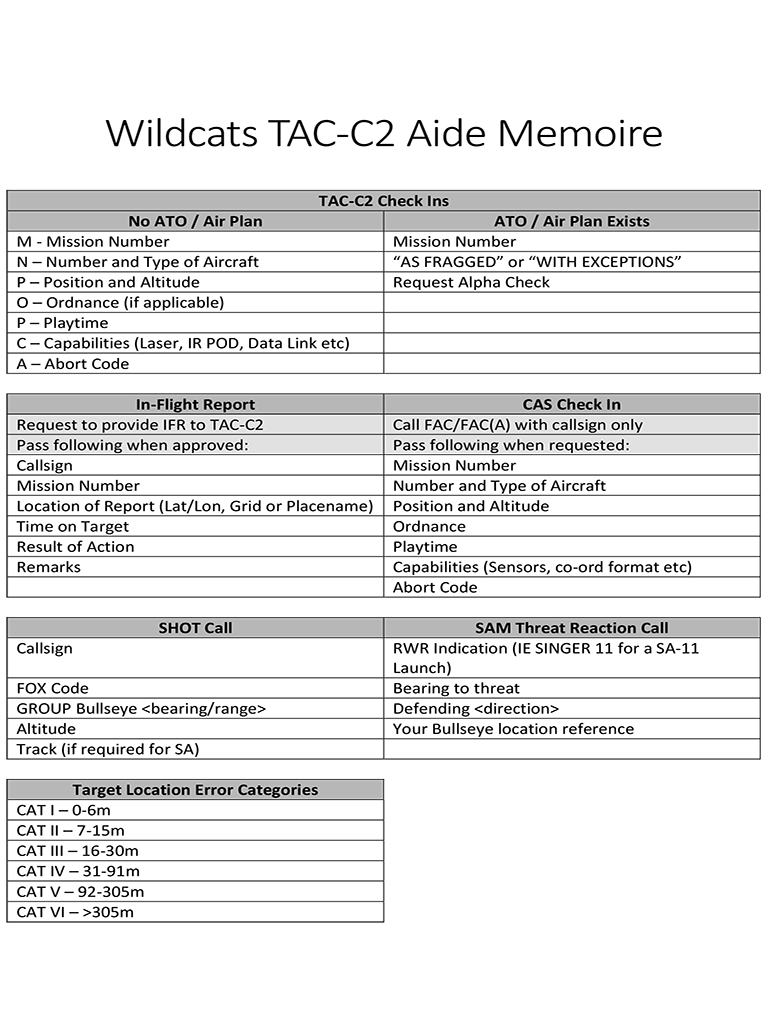 Wildcats TAC-C2 Aide Memoire
TAC-C2 Check Ins
No ATO / Air Plan
ATO / Air Plan Exists
M - Mission Number
Mission Number
N – Number and Type of Aircraft
“AS FRAGGED” or “WITH EXCEPTIONS”
P – Position and Altitude
Request Alpha Check
O – Ordnance (if applicable)
P – Playtime
C – Capabilities (Laser, IR POD, Data Link etc)
A – Abort Code
In-Flight Report
CAS Check In
Request to provide IFR to TAC-C2
Call FAC/FAC(A) with callsign only
Pass following when approved:
Pass following when requested:
Callsign
Mission Number
Mission Number
Number and Type of Aircraft
Location of Report (Lat/Lon, Grid or Placename)
Position and Altitude
Time on Target
Ordnance
Result of Action
Playtime
Remarks
Capabilities (Sensors, co-ord format etc)
Abort Code
SHOT Call
SAM Threat Reaction Call
Callsign
RWR Indication (IE SINGER 11 for a SA-11
Launch)
FOX Code
Bearing to threat
GROUP Bullseye <bearing/range>
Defending <direction>
Altitude
Your Bullseye location reference
Track (if required for SA)
Target Location Error Categories
CAT I – 0-6m
CAT II – 7-15m
CAT III – 16-30m
CAT IV – 31-91m
CAT V – 92-305m
CAT VI – >305m